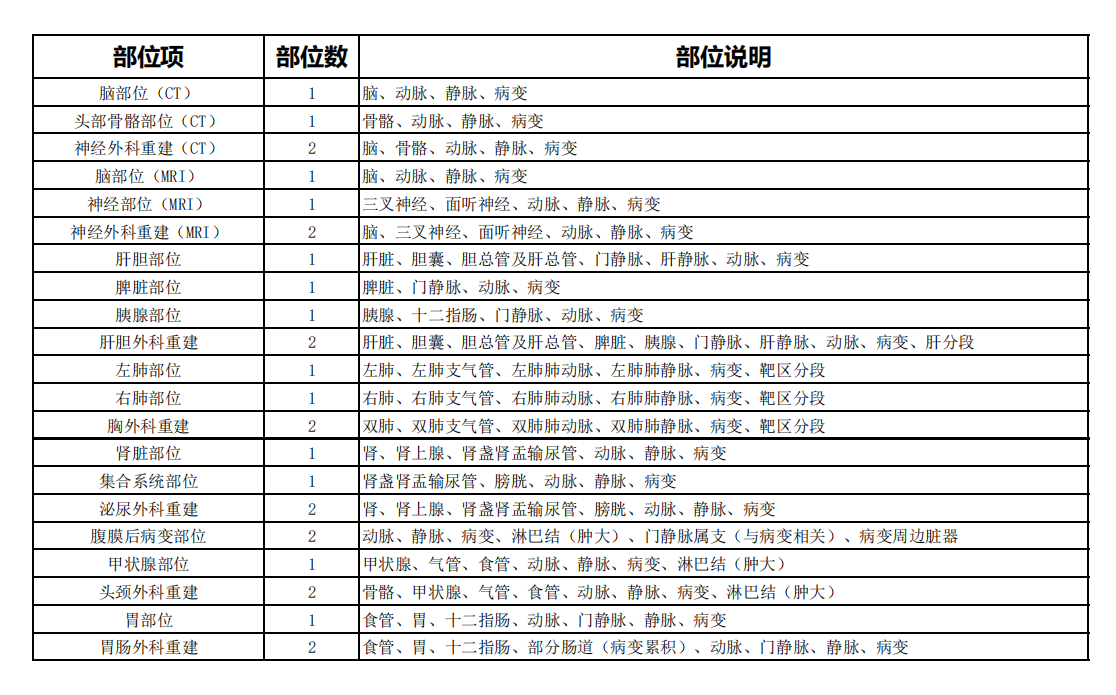 部位项 部位数 部位说明
脑部位（CT） 1 脑、动脉、静脉、病变
头部骨骼部位（CT） 1 骨骼、动脉、静脉、病变
神经外科重建（CT） 2 脑、骨骼、动脉、静脉、病变
脑部位（MRI） 1 脑、动脉、静脉、病变
神经部位（MRI） 1 三叉神经、面听神经、动脉、静脉、病变
神经外科重建（MRI） 2 脑、三叉神经、面听神经、动脉、静脉、病变
肝胆部位 1 肝脏、胆囊、胆总管及肝总管、门静脉、肝静脉、动脉、病变
脾脏部位 1 脾脏、门静脉、动脉、病变
胰腺部位 1 胰腺、十二指肠、门静脉、动脉、病变
肝胆外科重建 2 肝脏、胆囊、胆总管及肝总管、脾脏、胰腺、门静脉、肝静脉、动脉、病变、肝分段
左肺部位 1 左肺、左肺支气管、左肺肺动脉、左肺肺静脉、病变、靶区分段
右肺部位 1 右肺、右肺支气管、右肺肺动脉、右肺肺静脉、病变、靶区分段
胸外科重建 2 双肺、双肺支气管、双肺肺动脉、双肺肺静脉、病变、靶区分段
肾脏部位 1 肾、肾上腺、肾盏肾盂输尿管、动脉、静脉、病变
集合系统部位 1 肾盏肾盂输尿管、膀胱、动脉、静脉、病变
泌尿外科重建 2 肾、肾上腺、肾盏肾盂输尿管、膀胱、动脉、静脉、病变
腹膜后病变部位 2 动脉、静脉、病变、淋巴结（肿大）、门静脉属支（与病变相关）、病变周边脏器
甲状腺部位 1 甲状腺、气管、食管、动脉、静脉、病变、淋巴结（肿大）
头颈外科重建 2 骨骼、甲状腺、气管、食管、动脉、静脉、病变、淋巴结（肿大）
胃部位 1 食管、胃、十二指肠、动脉、门静脉、静脉、病变
胃肠外科重建 2 食管、胃、十二指肠、部分肠道（病变累积）、动脉、门静脉、静脉、病变